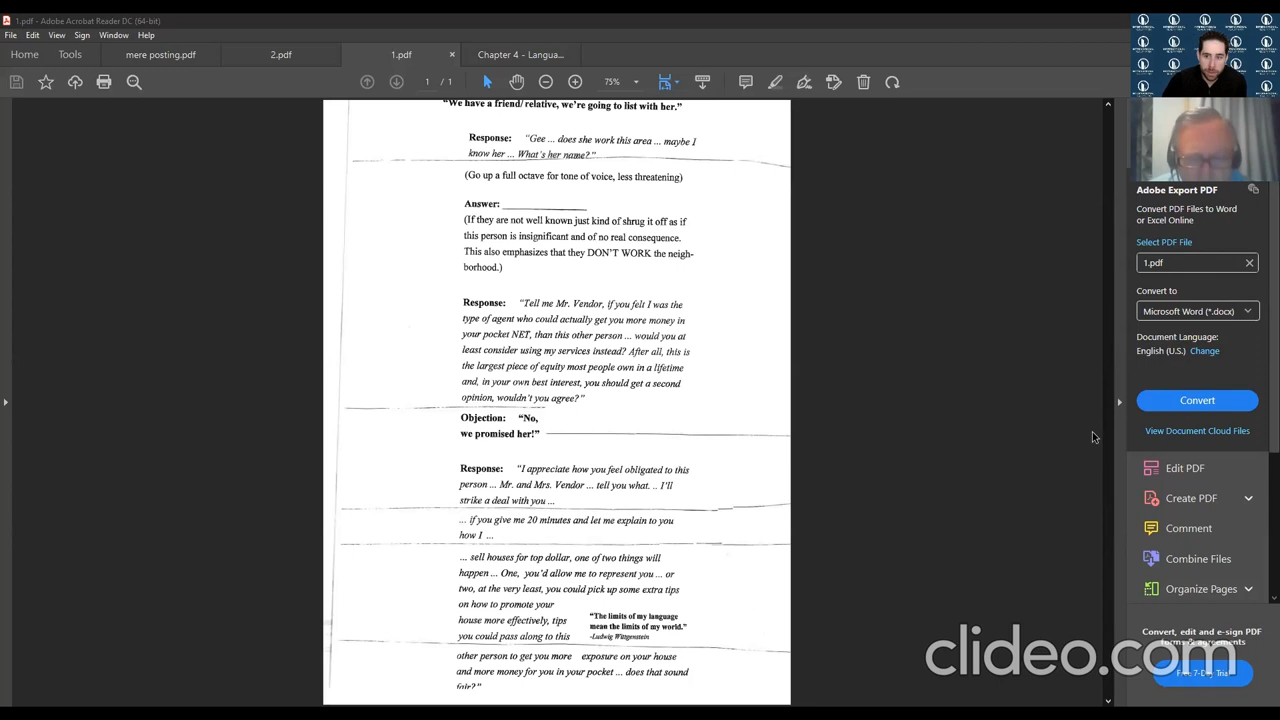 1.pdf - Adobe Acrobat Reader DC (64-bit)
File Edit View Sign Window Help
Home Tools mere posting.pdf 2.pdf 1.pdf × Chapter 4 – Langua...
1 / 1 75%
"We have a friend/relative, we're going to list with her."
Response: "Gee ... does she work this area ... maybe I
know her ... What's her name?"
(Go up a full octave for tone of voice, less threatening)
Answer: ______________
(If they are not well known just kind of shrug it off as if
this person is insignificant and of no real consequence.
This also emphasizes that they DON'T WORK the neigh-
borhood.)
Response: "Tell me Mr. Vendor, if you felt I was the
type of agent who could actually get you more money in
your pocket NET, than this other person ... would you at
least consider using my services instead? After all, this is
the largest piece of equity most people own in a lifetime
and, in your own best interest, you should get a second
opinion, wouldn't you agree?"
Objection: "No,
we promised her!"
Response: "I appreciate how you feel obligated to this
person ... Mr. and Mrs. Vendor ... tell you what. .. I'll
strike a deal with you ...
... if you give me 20 minutes and let me explain to you
how I ...
... sell houses for top dollar, one of two things will
happen ... One, you'd allow me to represent you ... or
two, at the very least, you could pick up some extra tips
on how to promote your
house more effectively, tips
you could pass along to this
"The limits of my language
mean the limits of my world."
-Ludwig Wittgenstein
other person to get you more exposure on your house
and more money for you in your pocket ... does that sound
fair?"
Adobe Export PDF
Convert PDF Files to Word
or Excel Online
Select PDF File
1.pdf ×
Convert to
Microsoft Word (*.docx)
Document Language:
English (U.S.) Change
Convert
View Document Cloud Files
Edit PDF
Create PDF
Comment
Combine Files
Organize Pages
Convert, edit and e-sign PDF
forms & agreements
Free 7-Day Trial
clideo.com